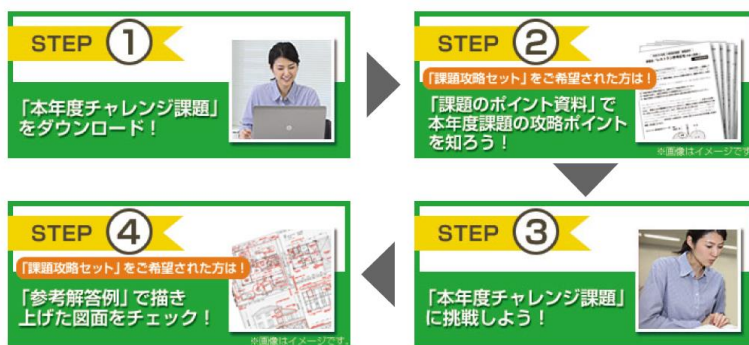 STEP ①
「本年度チャレンジ課題」
をダウンロード！
STEP ②
「課題攻略セット」をご希望された方は！
「課題のポイント資料」で
本年度課題の攻略ポイント
を知ろう！
※画像はイメージです。
STEP ③
「本年度チャレンジ課題」
に挑戦しよう！
STEP ④
「課題攻略セット」をご希望された方は！
「参考解答例」で描き
上げた図面をチェック！
※画像はイメージです。